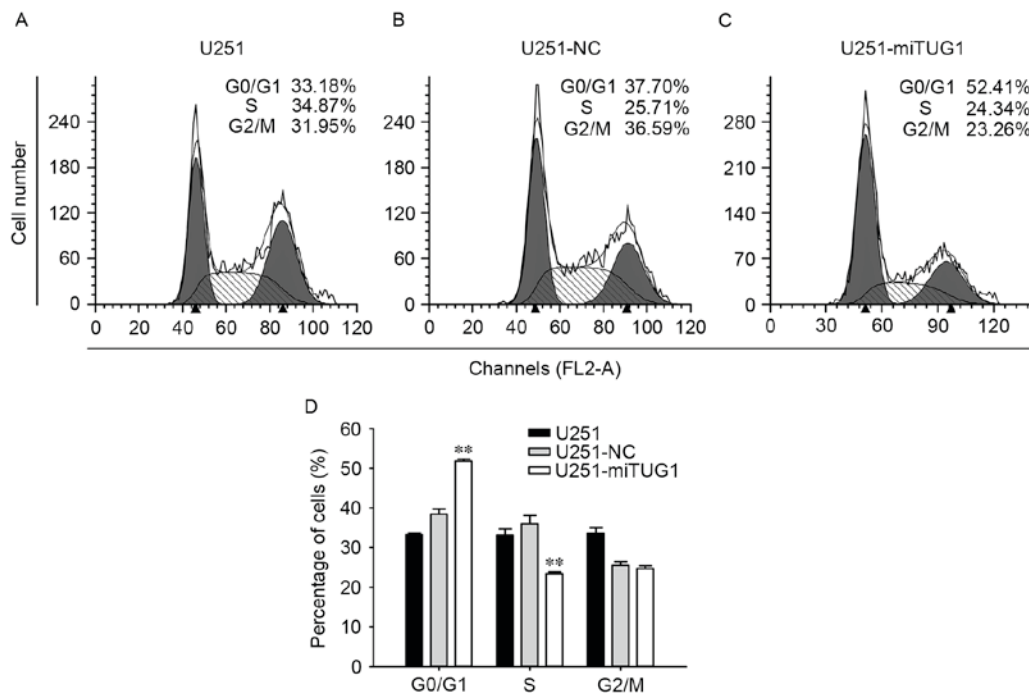 A
U251
G0/G1 33.18%
S 34.87%
G2/M 31.95%
Cell number
240
180
120
60
0
0 20 40 60 80 100 120
B
U251-NC
G0/G1 37.70%
S 25.71%
G2/M 36.59%
240
180
120
60
0
0 20 40 60 80 100 120
C
U251-miTUG1
G0/G1 52.41%
S 24.34%
G2/M 23.26%
280
210
140
70
0
0 30 60 90 120
Channels (FL2-A)
D
Percentage of cells (%)
60
50
40
30
20
10
0
U251
U251-NC
U251-miTUG1
**
**
G0/G1 S G2/M